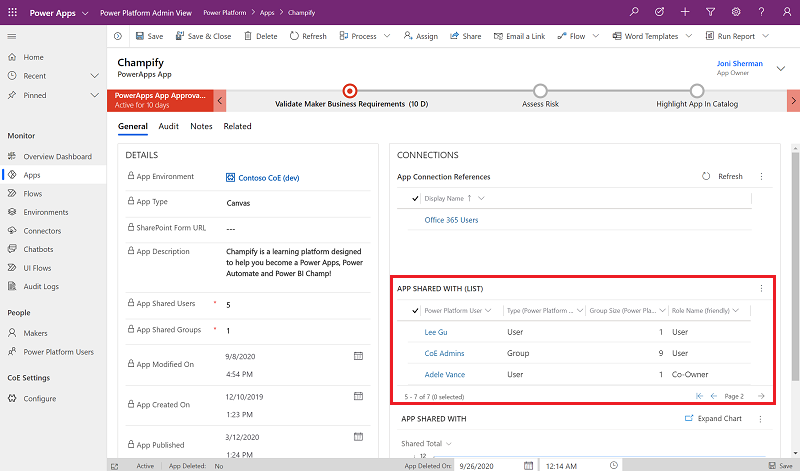 Power Apps
Power Platform Admin View
Power Platform > Apps > Champify
Save
Save & Close
Delete
Refresh
Process
Assign
Share
Email a Link
Flow
Word Templates
Run Report
Home
Recent
Pinned
Monitor
Overview Dashboard
Apps
Flows
Environments
Connectors
Chatbots
UI Flows
Audit Logs
People
Makers
Power Platform Users
CoE Settings
Configure
Champify
PowerApps App
Joni Sherman
App Owner
PowerApps App Approva...
Active for 10 days
Validate Maker Business Requirements (10 D)
Assess Risk
Highlight App In Catalog
General
Audit
Notes
Related
DETAILS
App Environment
Contoso CoE (dev)
App Type
Canvas
SharePoint Form URL
---
App Description
Champify is a learning platform designed
to help you become a Power Apps, Power
Automate and Power BI Champ!
App Shared Users * 5
App Shared Groups * 1
App Modified On
9/8/2020
4:54 PM
App Created On
12/10/2019
1:23 PM
App Published
3/12/2020
1:24 PM
CONNECTIONS
App Connection References
Refresh
Display Name ↑
Office 365 Users
APP SHARED WITH (LIST)
Power Platform User
Type (Power Platform ...
Group Size (Power Pla...
Role Name (friendly)
Lee Gu User 1 User
CoE Admins Group 9 User
Adele Vance User 1 Co-Owner
5 - 7 of 7 (0 selected)
Page 2
APP SHARED WITH
Expand Chart
Shared Total
12
Active
App Deleted: No
App Deleted On: 9/26/2020 12:14 AM
Save